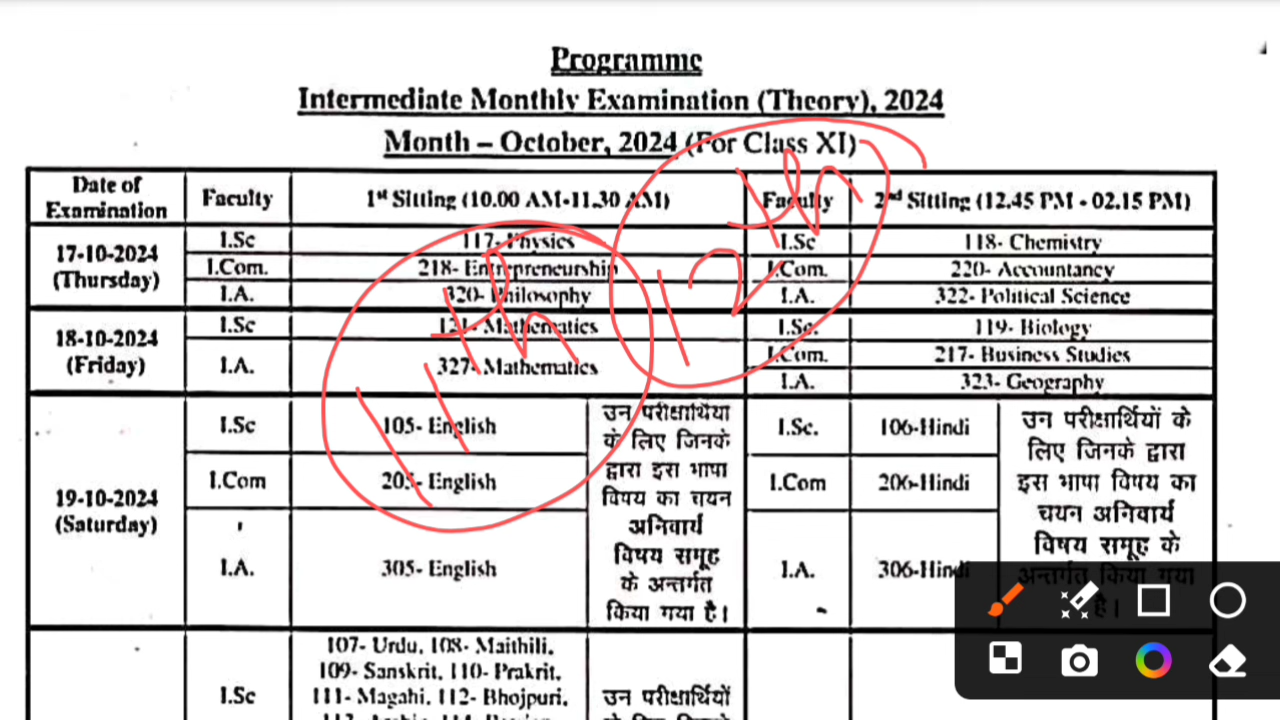 Programme
Intermediate Monthly Examination (Theory), 2024
Month – October, 2024 (For Class XI)
Date of Examination
Faculty
1st Sitting (10.00 AM-11.30 AM)
Faculty
2nd Sitting (12.45 PM - 02.15 PM)
17-10-2024
(Thursday)
I.Sc
117- Physics
I.Sc
118- Chemistry
I.Com.
218- Entrepreneurship
I.Com.
220- Accountancy
I.A.
320- Philosophy
I.A.
322- Political Science
18-10-2024
(Friday)
I.Sc
121- Mathematics
I.Sc.
119- Biology
I.Com.
217- Business Studies
I.A.
327- Mathematics
I.A.
323- Geography
19-10-2024
(Saturday)
I.Sc
105- English
I.Com
205- English
I.A.
305- English
उन परीक्षार्थियों
के लिए जिनके
द्वारा इस भाषा
विषय का चयन
अनिवार्य
विषय समूह
के अन्तर्गत
किया गया है।
I.Sc.
106-Hindi
I.Com
206-Hindi
I.A.
306-Hindi
उन परीक्षार्थियों के
लिए जिनके द्वारा
इस भाषा विषय का
चयन अनिवार्य
विषय समूह के
अन्तर्गत किया गया
है।
I.Sc
107- Urdu, 108- Maithili,
109- Sanskrit, 110- Prakrit,
111- Magahi, 112- Bhojpuri,
उन परीक्षार्थियों
11th
12th